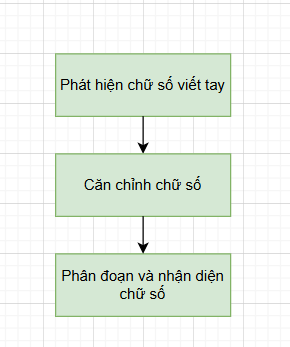 Phát hiện chữ số viết tay
Căn chỉnh chữ số
Phân đoạn và nhận diện
chữ số